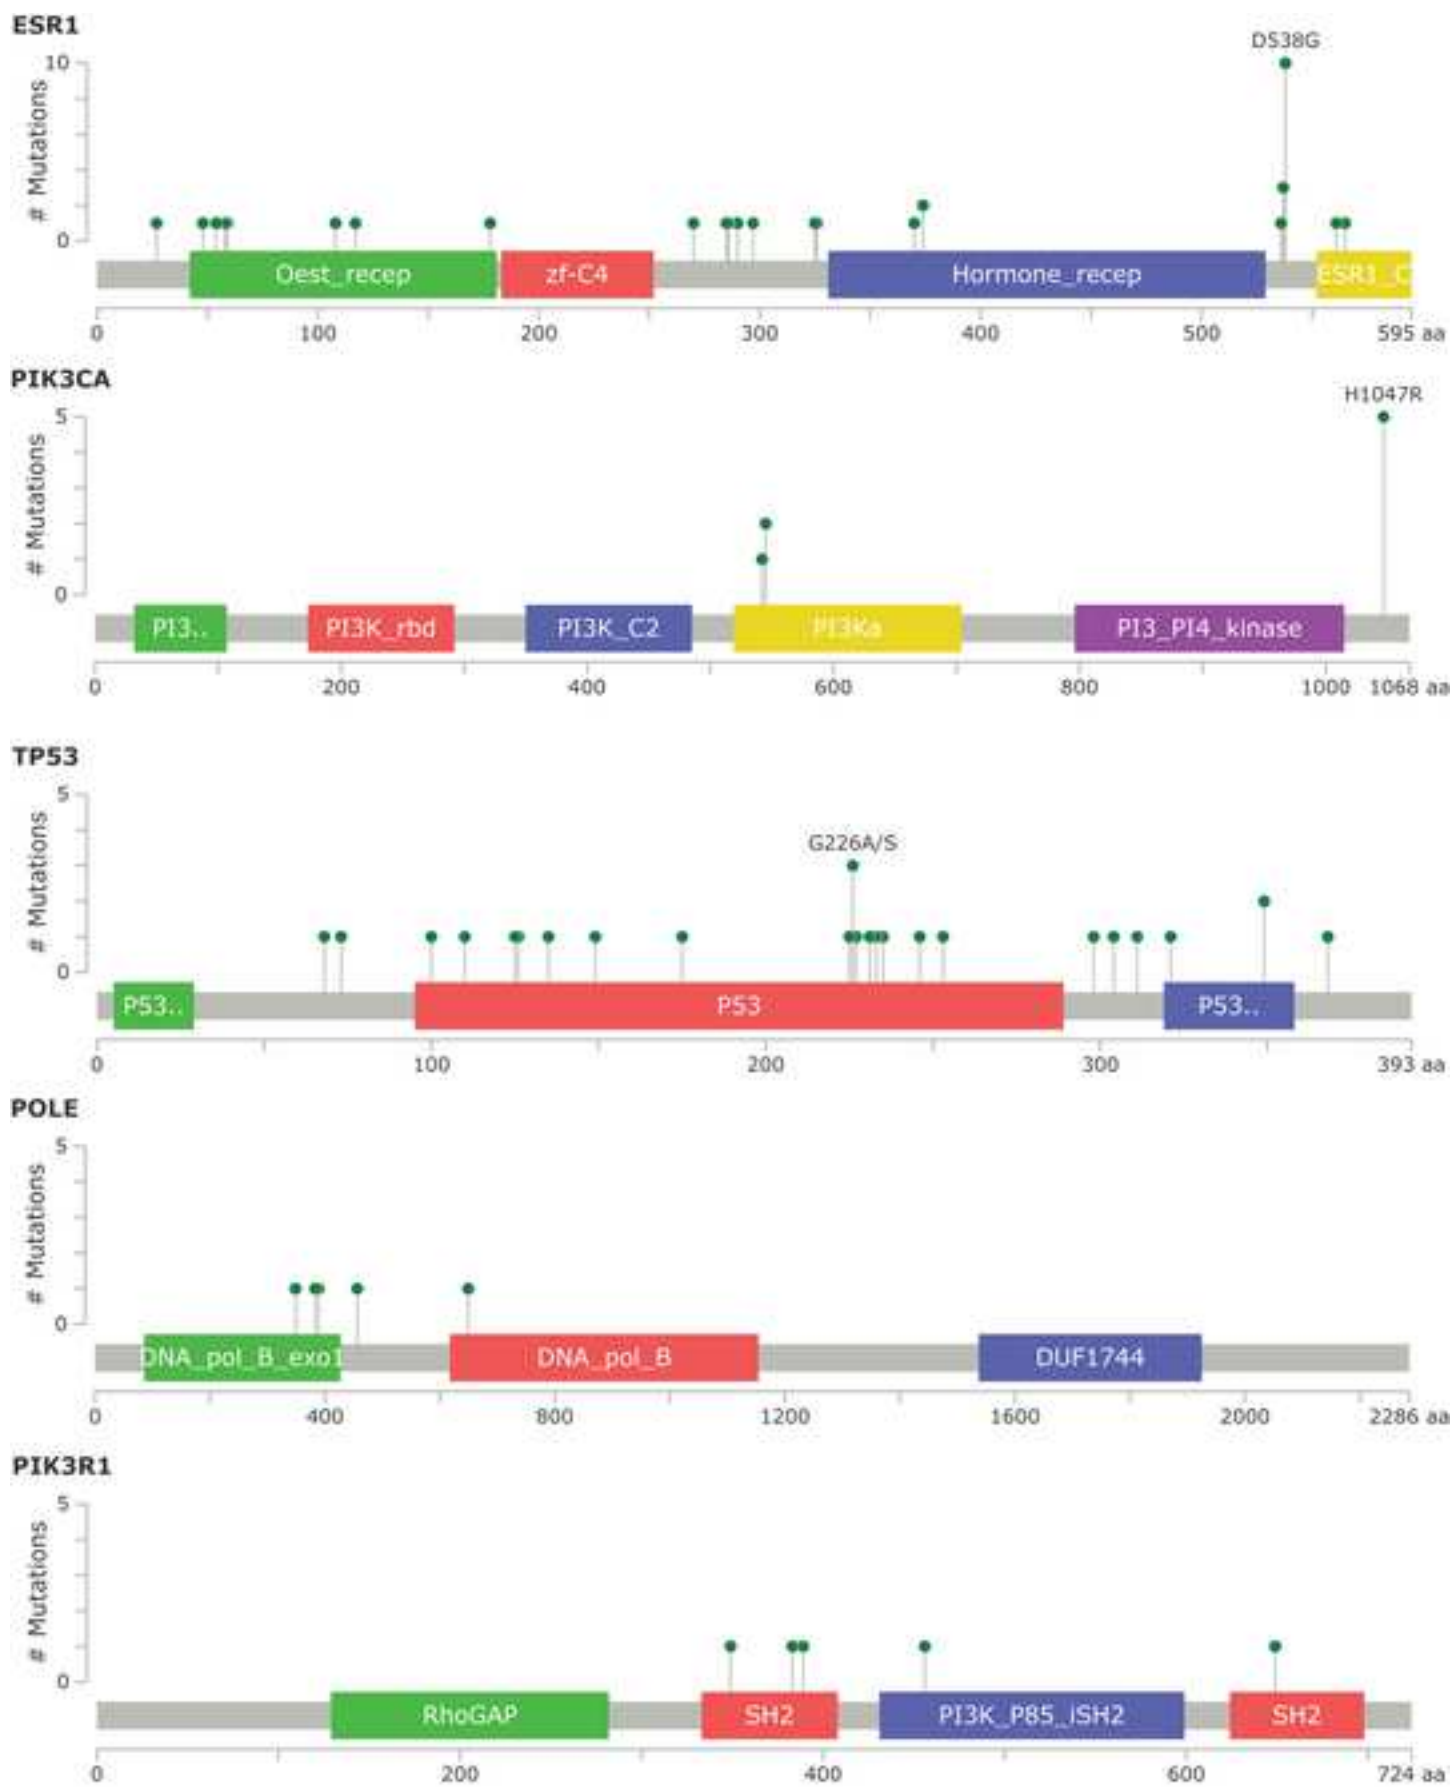 ESR1
D538G
10
# Mutations
0
Oest_recep zf-C4 Hormone_recep ESR1_C
0 100 200 300 400 500 595 aa
PIK3CA
H1047R
5
# Mutations
0
PI3.. PI3K_rbd PI3K_C2 PI3Ka PI3_PI4_kinase
0 200 400 600 800 1000 1068 aa
TP53
5
G226A/S
# Mutations
0
P53.. P53 P53..
0 100 200 300 393 aa
POLE
5
# Mutations
0
DNA_pol_B_exo1 DNA_pol_B DUF1744
0 400 800 1200 1600 2000 2286 aa
PIK3R1
5
# Mutations
0
RhoGAP SH2 PI3K_P85_iSH2 SH2
0 200 400 600 724 aa